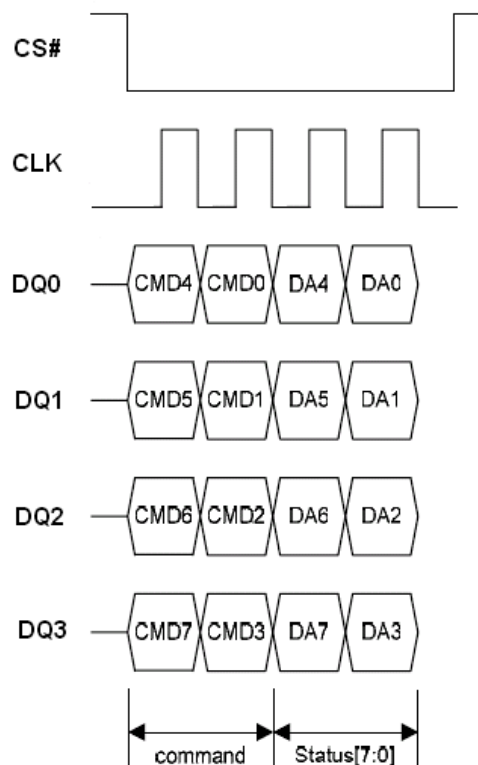 CS#
CLK
DQ0 CMD4 CMD0 DA4 DA0
DQ1 CMD5 CMD1 DA5 DA1
DQ2 CMD6 CMD2 DA6 DA2
DQ3 CMD7 CMD3 DA7 DA3
command Status[7:0]